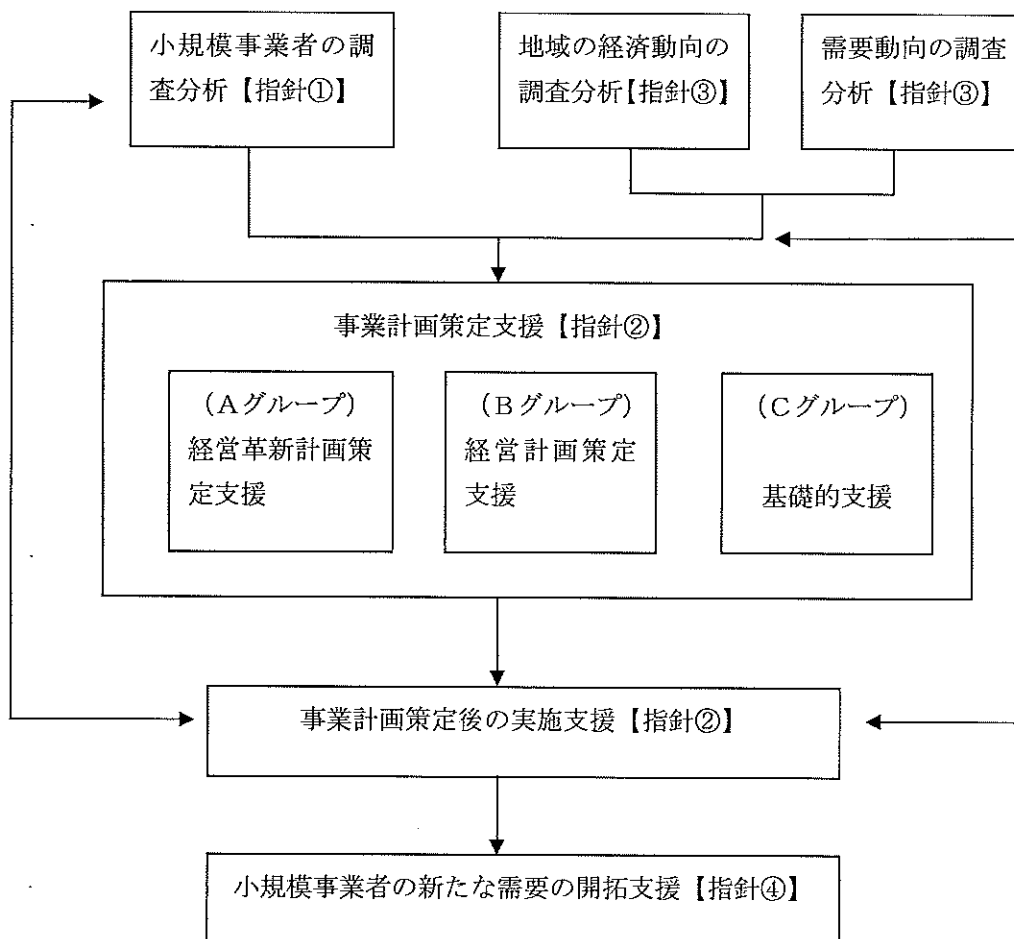 小規模事業者の調
査分析【指針①】
地域の経済動向の
調査分析【指針③】
需要動向の調査
分析【指針③】
事業計画策定支援【指針②】
(Aグループ)
経営革新計画策
定支援
(Bグループ)
経営計画策定
支援
(Cグループ)
基礎的支援
事業計画策定後の実施支援【指針②】
小規模事業者の新たな需要の開拓支援【指針④】